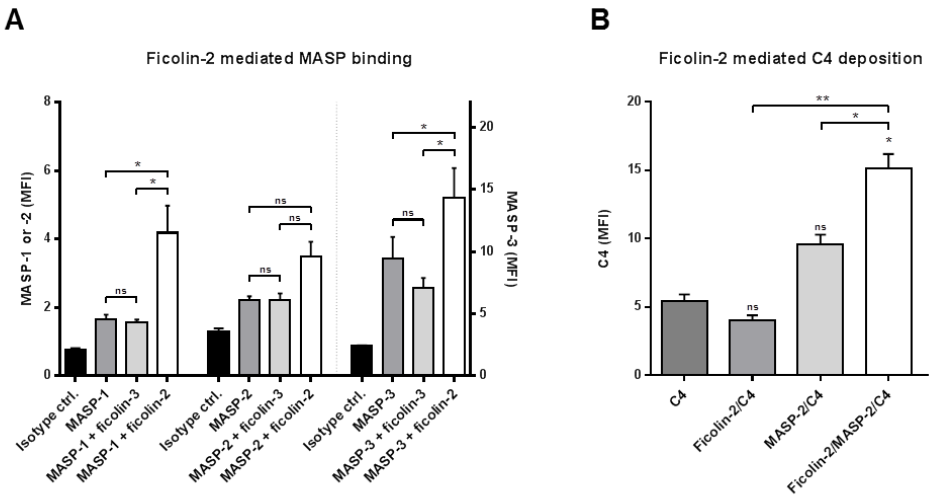 A
Ficolin-2 mediated MASP binding
MASP-1 or -2 (MFI)
8
6
4
2
0
* * ns
ns ns ns
* * ns
20
15
10
5
0
MASP-3 (MFI)
Isotype ctrl.
MASP-1
MASP-1 + ficolin-3
MASP-1 + ficolin-2
Isotype ctrl.
MASP-2
MASP-2 + ficolin-3
MASP-2 + ficolin-2
Isotype ctrl.
MASP-3
MASP-3 + ficolin-3
MASP-3 + ficolin-2
B
Ficolin-2 mediated C4 deposition
C4 (MFI)
20
15
10
5
0
**
*
*
ns
ns
C4
Ficolin-2/C4
MASP-2/C4
Ficolin-2/MASP-2/C4